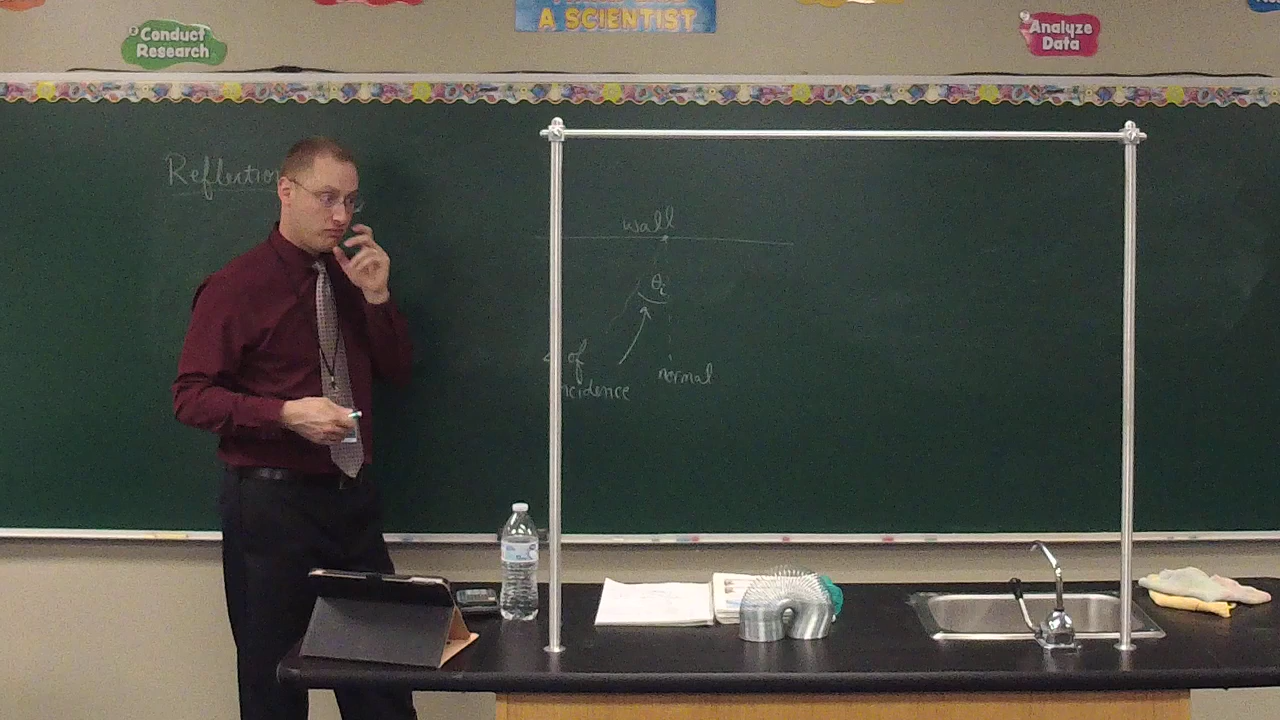 A SCIENTIST
Conduct
Research
Analyze
Data
Reflection
wall
θi
of
ncidence
normal